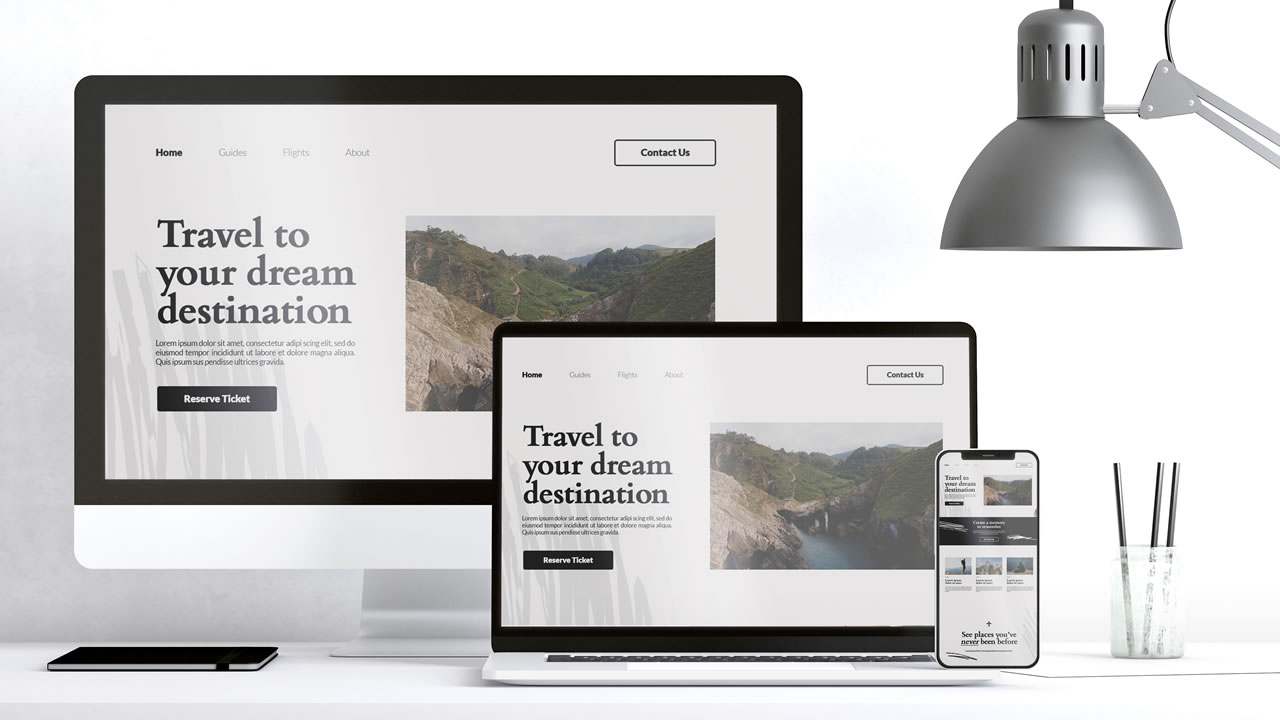 Home Guides Flights About Contact Us
Travel to
your dream
destination
Lorem ipsum dolor sit amet, consectetur adipi scing elit, sed do
eiusmod tempor incididunt ut labore et dolore magna aliqua.
Quis ipsum sus pendisse ultrices gravida.
Reserve Ticket
Home Guides Flights About Contact Us
Travel to
your dream
destination
Lorem ipsum dolor sit amet, consectetur adipi scing elit, sed do
eiusmod tempor incididunt ut labore et dolore magna aliqua.
Quis ipsum sus pendisse ultrices gravida.
Reserve Ticket
Travel to
your dream
destination
Create a memory
to remember
See places you've
never been before